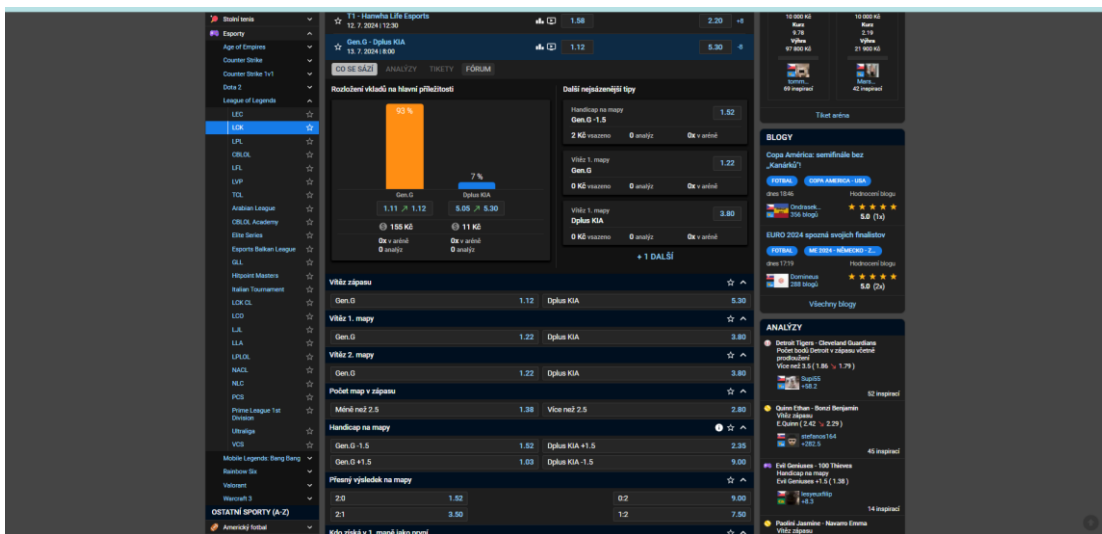 Stolní tenis
Esporty
Age of Empires
Counter Strike
Counter Strike 1v1
Dota 2
League of Legends
LEC
LCK
LPL
CBLOL
LFL
LVP
TCL
Arabian League
CBLOL Academy
Elite Series
Esports Balkan League
GLL
Hitpoint Masters
Italian Tournament
LCK CL
LCO
LJL
LLA
LPLOL
NACL
NLC
PCS
Prime League 1st
Division
Ultraliga
VCS
Mobile Legends: Bang Bang
Rainbow Six
Valorant
Warcraft 3
OSTATNÍ SPORTY (A-Z)
Americký fotbal
T1 - Hanwha Life Esports
12. 7. 2024 | 12:30
1.58 2.20 +8
Gen.G - Dplus KIA
13. 7. 2024 | 8:00
1.12 5.30 -8
CO SE SÁZÍ ANALÝZY TIKETY FÓRUM
Rozložení vkladů na hlavní příležitosti
93 %
7 %
Gen.G Dplus KIA
1.11 ↗ 1.12 5.05 ↗ 5.30
155 Kč 11 Kč
0x v aréně 0x v aréně
0 analýz 0 analýz
Další nejsázenější tipy
Handicap na mapy
Gen.G -1.5
1.52
2 Kč vsazeno 0 analýz 0x v aréně
Vítěz 1. mapy
Gen.G
1.22
0 Kč vsazeno 0 analýz 0x v aréně
Vítěz 1. mapy
Dplus KIA
3.80
0 Kč vsazeno 0 analýz 0x v aréně
+ 1 DALŠÍ
Vítěz zápasu
Gen.G 1.12 Dplus KIA 5.30
Vítěz 1. mapy
Gen.G 1.22 Dplus KIA 3.80
Vítěz 2. mapy
Gen.G 1.22 Dplus KIA 3.80
Počet map v zápasu
Méně než 2.5 1.38 Více než 2.5 2.80
Handicap na mapy
Gen.G -1.5 1.52 Dplus KIA +1.5 2.35
Gen.G +1.5 1.03 Dplus KIA -1.5 9.00
Přesný výsledek na mapy
2:0 1.52 0:2 9.00
2:1 3.50 1:2 7.50
Kdo získá v 1. mapě jako první
10 000 Kč 10 000 Kč
Kurz Kurz
9.78 2.19
Výhra Výhra
97 800 Kč 21 900 Kč
tomm... Mars...
69 inspirací 42 inspirací
Tiket aréna
BLOGY
Copa América: semifinále bez
„Kanárků"!
FOTBAL COPA AMERICA - USA
dnes 18:46 Hodnocení blogu
Ondrasek..
356 blogů 5.0 (1x)
EURO 2024 spozná svojich finalistov
FOTBAL ME 2024 - NĚMECKO - Z...
dnes 17:19 Hodnocení blogu
Domineus
288 blogů 5.0 (2x)
Všechny blogy
ANALÝZY
Detroit Tigers - Cleveland Guardians
Počet bodů Detroit v zápasu včetně
prodloužení
Více než 3.5 ( 1.86 ↘ 1.79 )
Supi55
+58.2
52 inspirací
Quinn Ethan - Bonzi Benjamin
Vítěz zápasu
E.Quinn ( 2.42 ↘ 2.29 )
stefanos164
+282.5
45 inspirací
Evil Geniuses - 100 Thieves
Handicap na mapy
Evil Geniuses +1.5 ( 1.38 )
lesyeurfilip
+8.3
14 inspirací
Paolini Jasmine - Navarro Emma
Vítěz zápasu